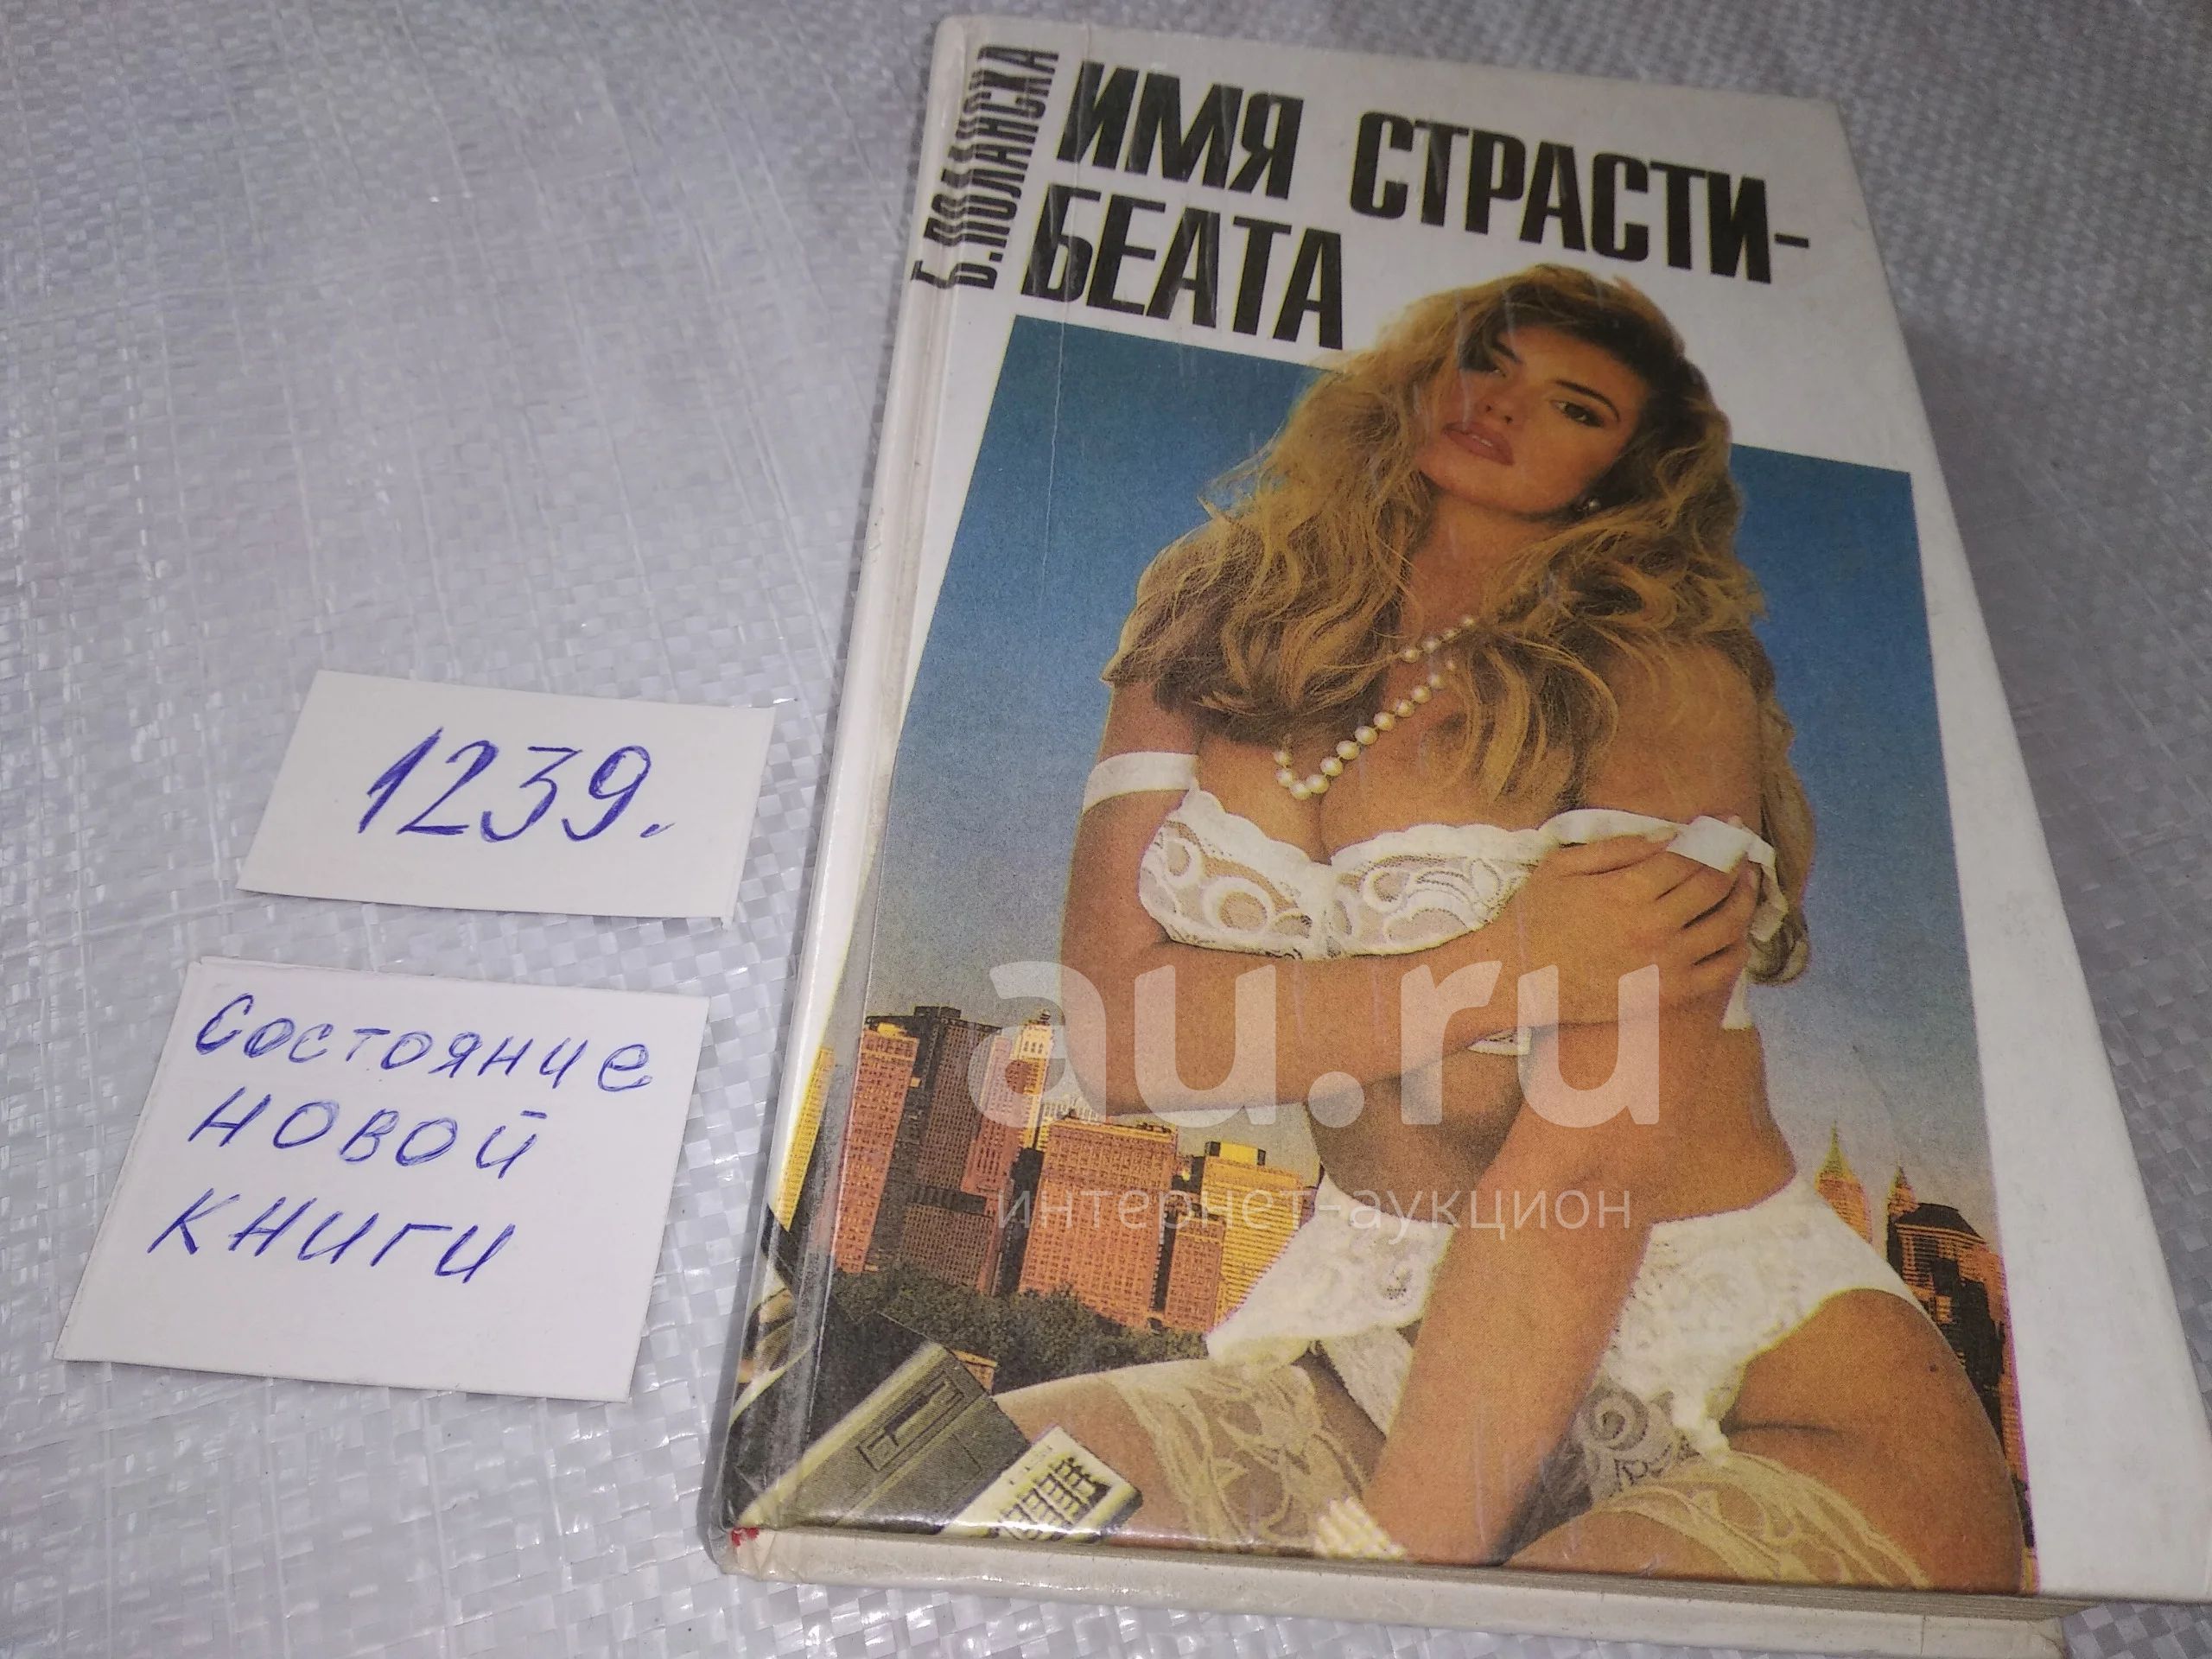 Б.ПОЛАНСКА
ИМЯ СТРАСТИ-
БЕАТА
1239.
Состояние
новой
книги
au.ru
интернет-аукцион